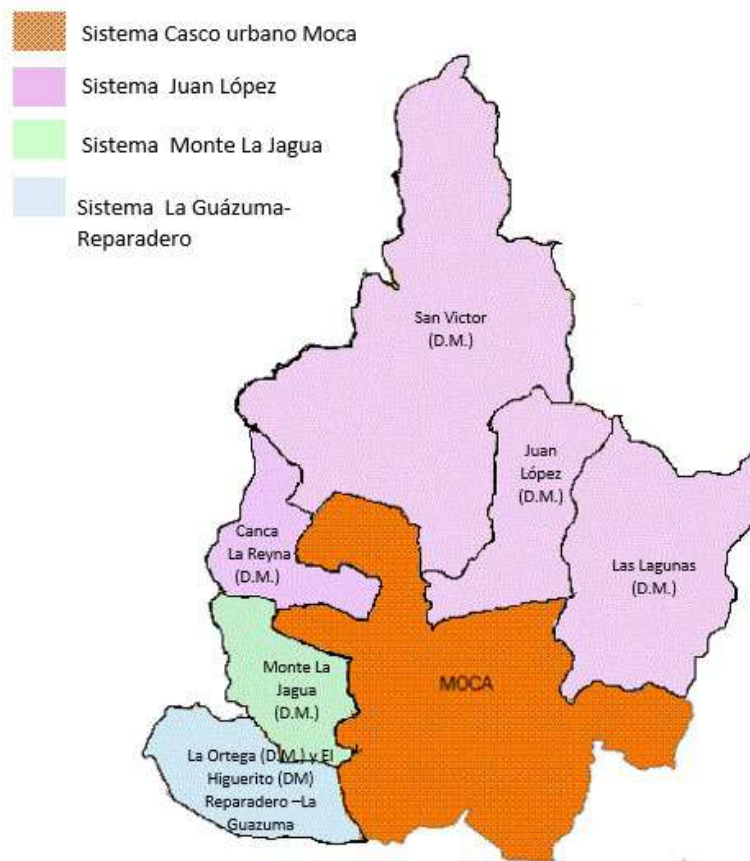 Sistema Casco urbano Moca
Sistema Juan López
Sistema Monte La Jagua
Sistema La Guázuma-
Reparadero
San Victor
(D.M.)
Juan
López
(D.M.)
Las Lagunas
(D.M.)
Canca
La Reyna
(D.M.)
MOCA
Monte La
Jagua
(D.M.)
La Ortega (D.M.) y El
Higuerito (DM)
Reparadero –La
Guazuma